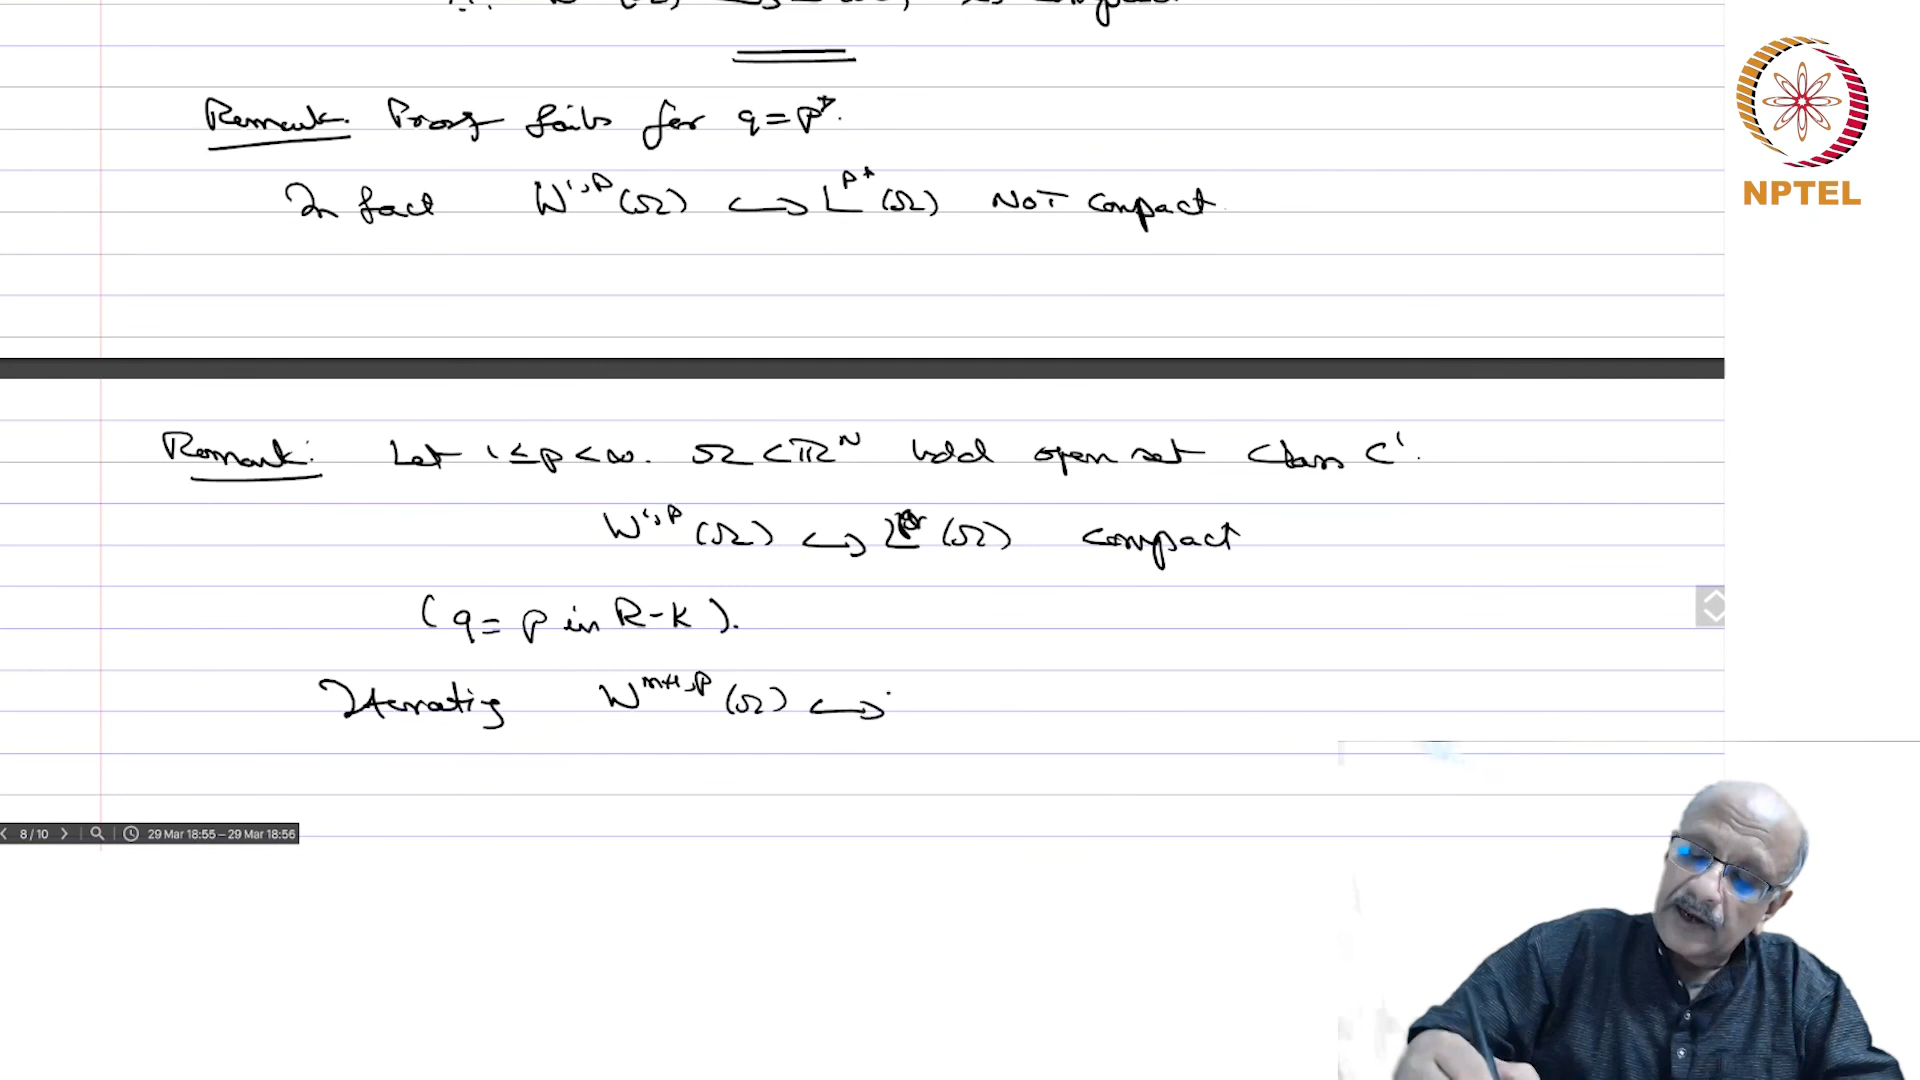 Remark. Proof fails for q = p*.
In fact W^{1,p}(Ω) ↪ L^{p*}(Ω) NOT compact.
NPTEL
Remark: Let 1 ≤ p < ∞. Ω ⊂ ℝ^N bdd open set class C^1.
W^{1,p}(Ω) ↪ L^p(Ω) compact
(q = p in R-K).
Iterating W^{m+1,p}(Ω) ↪
8/10 29 Mar 18:55 – 29 Mar 18:56